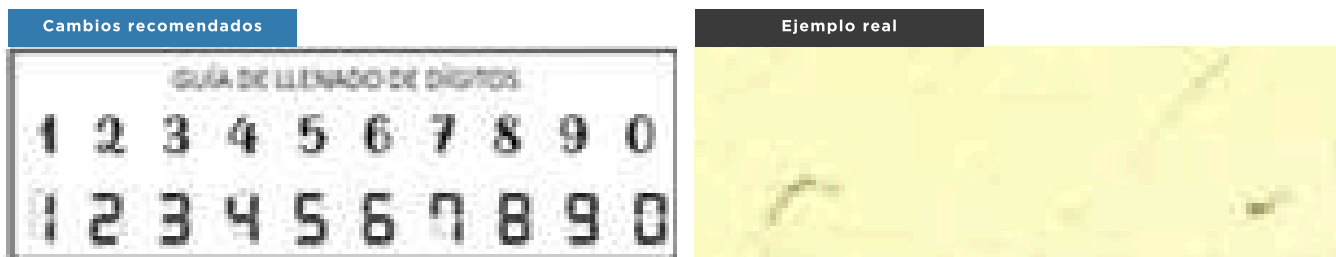 Cambios recomendados
Ejemplo real
GUÍA DE LLENADO DE DÍGITOS
1 2 3 4 5 6 7 8 9 0
1 2 3 4 5 6 7 8 9 0